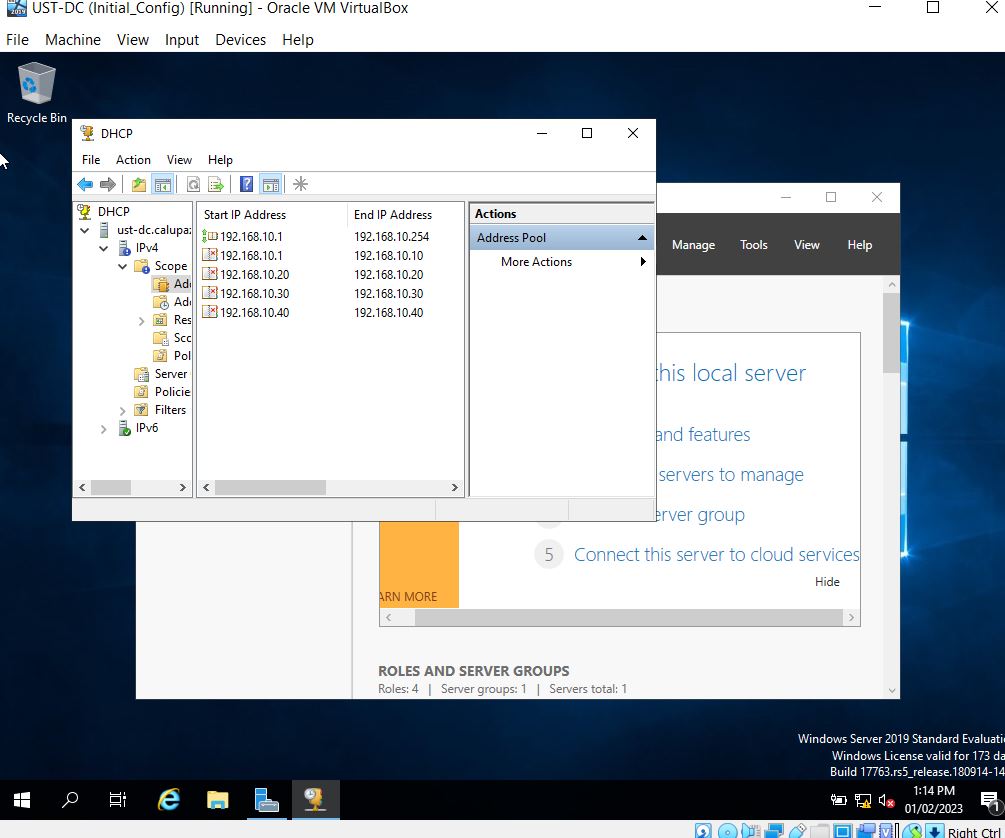 UST-DC (Initial_Config) [Running] - Oracle VM VirtualBox
File Machine View Input Devices Help
Recycle Bin
DHCP
File Action View Help
DHCP
ust-dc.calupa
IPv4
Scope
Ad
Ad
Res
Sco
Pol
Server
Policie
Filters
IPv6
Start IP Address End IP Address
192.168.10.1 192.168.10.254
192.168.10.1 192.168.10.10
192.168.10.20 192.168.10.20
192.168.10.30 192.168.10.30
192.168.10.40 192.168.10.40
Actions
Address Pool
More Actions
Manage Tools View Help
this local server
and features
servers to manage
erver group
5 Connect this server to cloud services
Hide
ARN MORE
ROLES AND SERVER GROUPS
Roles: 4 | Server groups: 1 | Servers total: 1
Windows Server 2019 Standard Evaluati
Windows License valid for 173 da
Build 17763.rs5_release.180914-14
1:14 PM
01/02/2023
1
Right Ctrl